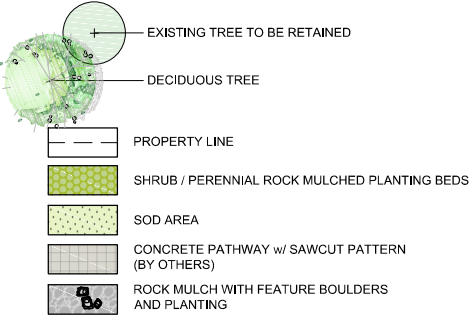 EXISTING TREE TO BE RETAINED
DECIDUOUS TREE
PROPERTY LINE
SHRUB / PERENNIAL ROCK MULCHED PLANTING BEDS
SOD AREA
CONCRETE PATHWAY w/ SAWCUT PATTERN
(BY OTHERS)
ROCK MULCH WITH FEATURE BOULDERS
AND PLANTING